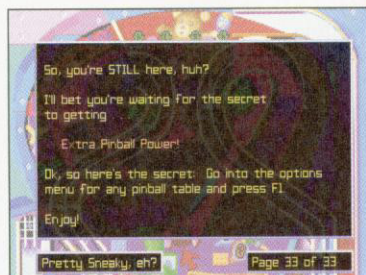 So, you're STILL here, huh?
I'll bet you're waiting for the secret
to getting
Extra Pinball Power!
Ok, so here's the secret: Go into the options
menu for any pinball table and press F1
Enjoy!
Pretty Sneaky, eh?
Page 33 of 33